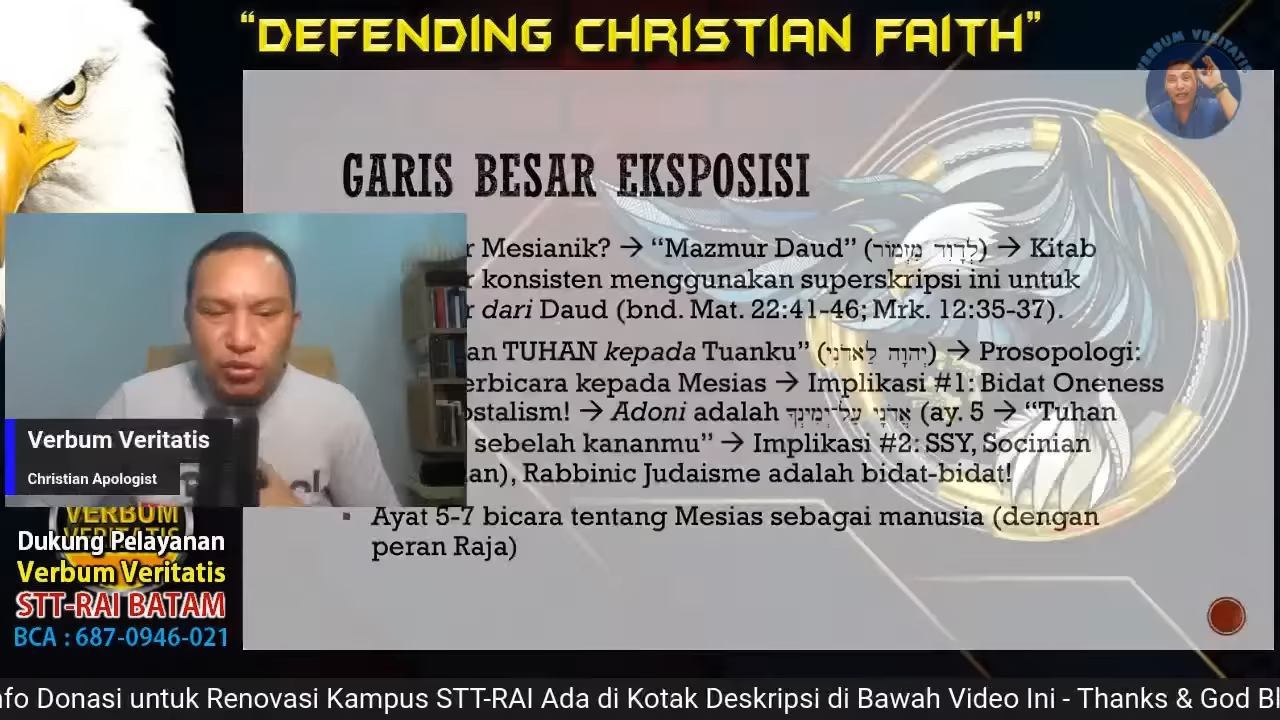 “DEFENDING CHRISTIAN FAITH”
VERBUM VERITATIS
GARIS BESAR EKSPOSISI
Mesianik? → “Mazmur Daud” (לְדָוִד מִזְמוֹר) → Kitab
konsisten menggunakan superskripsi ini untuk
dari Daud (bnd. Mat. 22:41-46; Mrk. 12:35-37).
TUHAN kepada Tuanku” (יְהוָה לַאדֹנִי) → Prosopologi:
kepada Mesias → Implikasi #1: Bidat Oneness
→ Adoni adalah אֲדֹנָי עַל־יְמִינְךָ (ay. 5 → “Tuhan
sebelah kananmu” → Implikasi #2: SSY, Socinian
Rabbinic Judaisme adalah bidat-bidat!
▪ Ayat 5-7 bicara tentang Mesias sebagai manusia (dengan
peran Raja)
Verbum Veritatis
Christian Apologist
VERBUM
VERITATIS
Dukung Pelayanan
Verbum Veritatis
STT-RAI BATAM
BCA : 687-0946-021
Donasi untuk Renovasi Kampus STT-RAI Ada di Kotak Deskripsi di Bawah Video Ini - Thanks & God